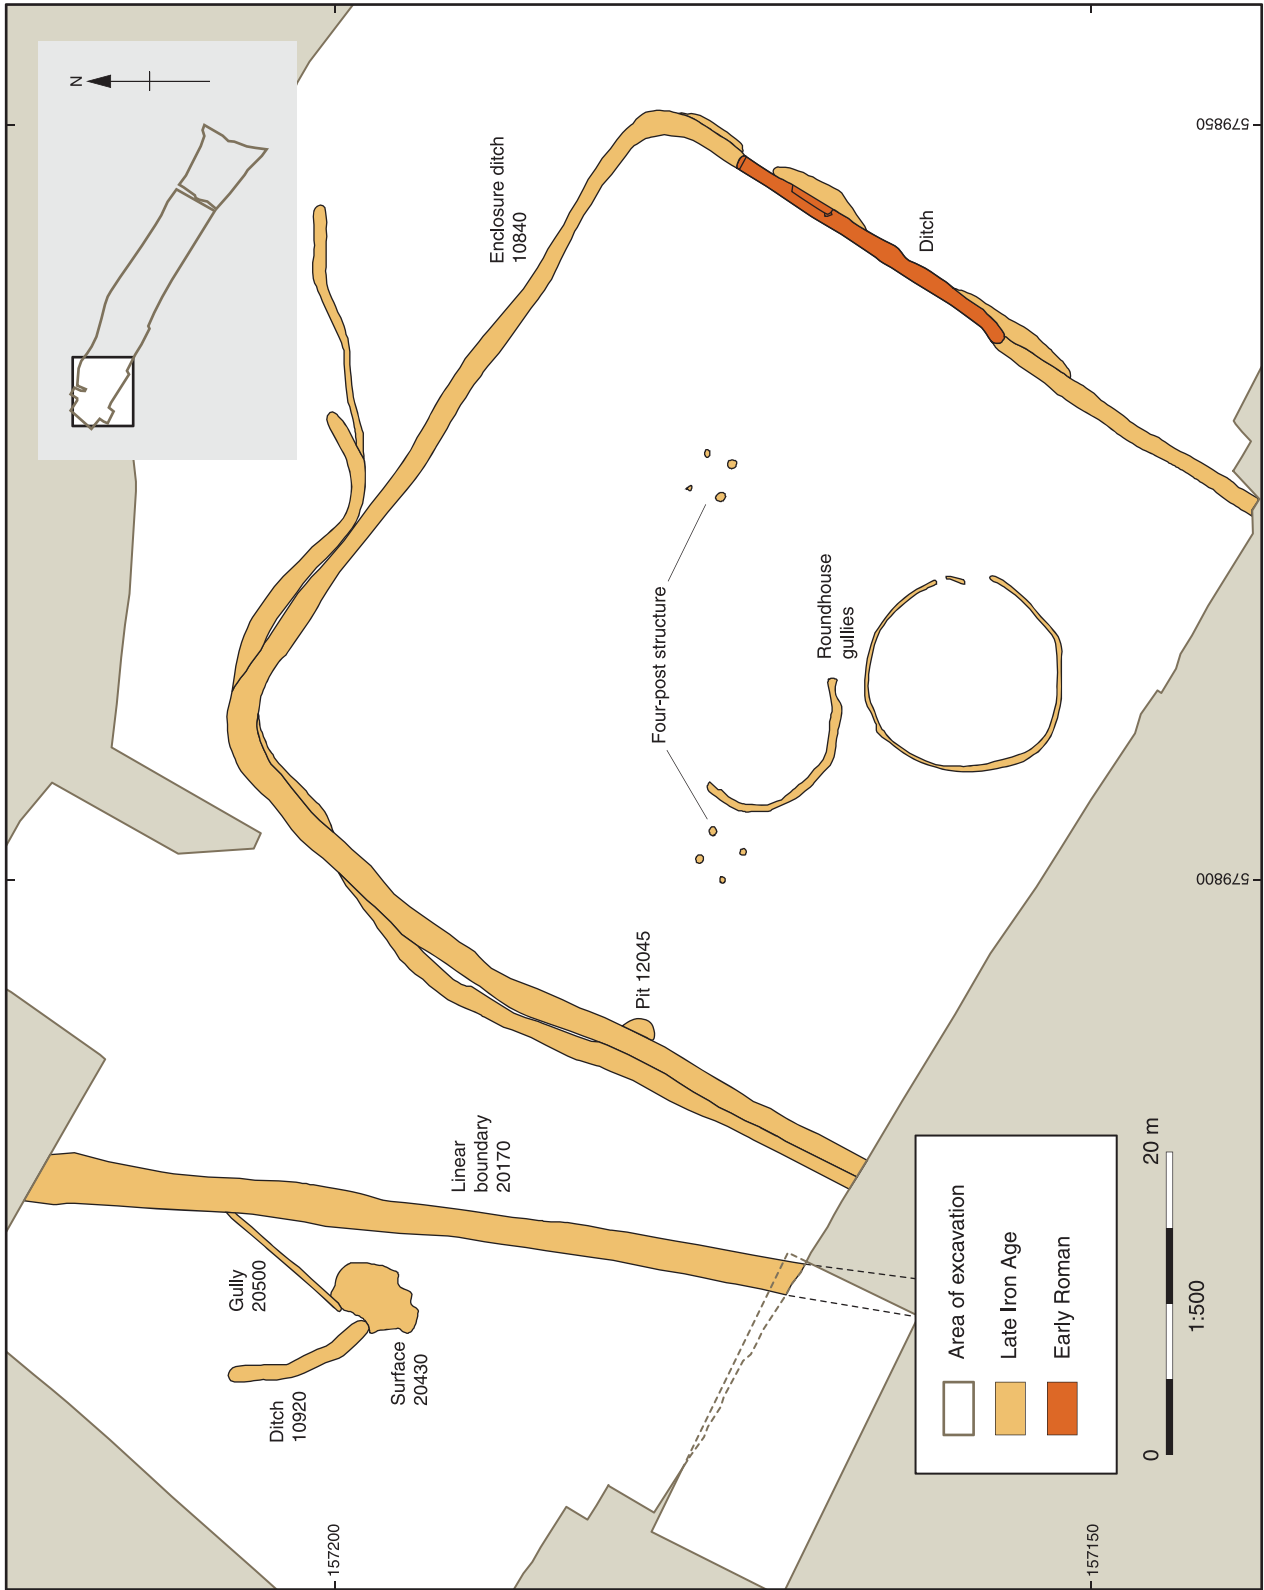 N
Enclosure ditch
10840
Ditch
Four-post structure
Roundhouse
gullies
Pit 12045
Linear
boundary
20170
Gully
20500
Surface
20430
Ditch
10920
Area of excavation
Late Iron Age
Early Roman
0
20 m
1:500
157200
157150
579850
579800